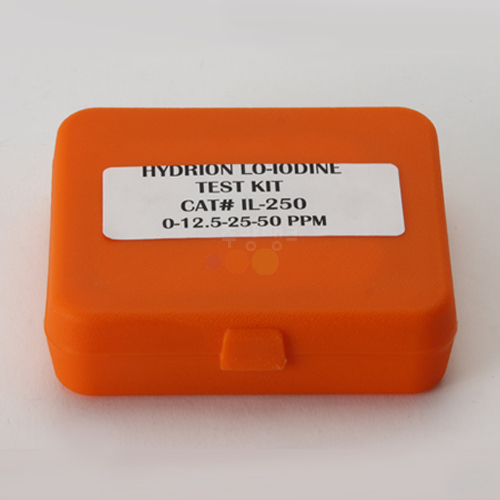 HYDRION LO-IODINE
TEST KIT
CAT# IL-250
0-12.5-25-50 PPM